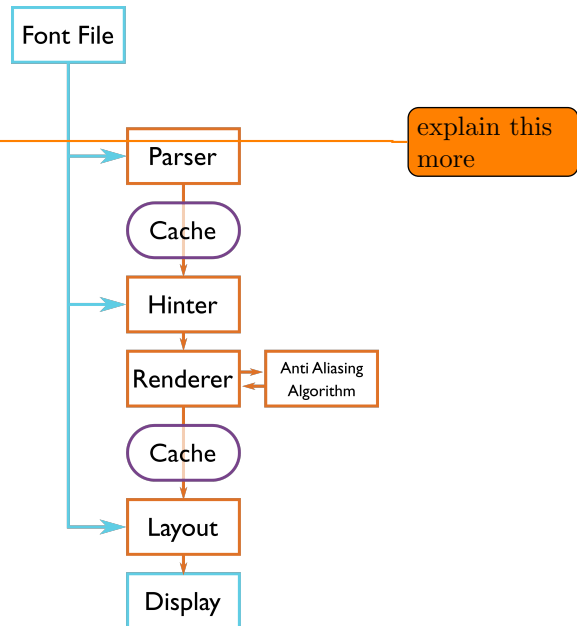 Font File
explain this
more
Parser
Cache
Hinter
Renderer
Anti Aliasing
Algorithm
Cache
Layout
Display